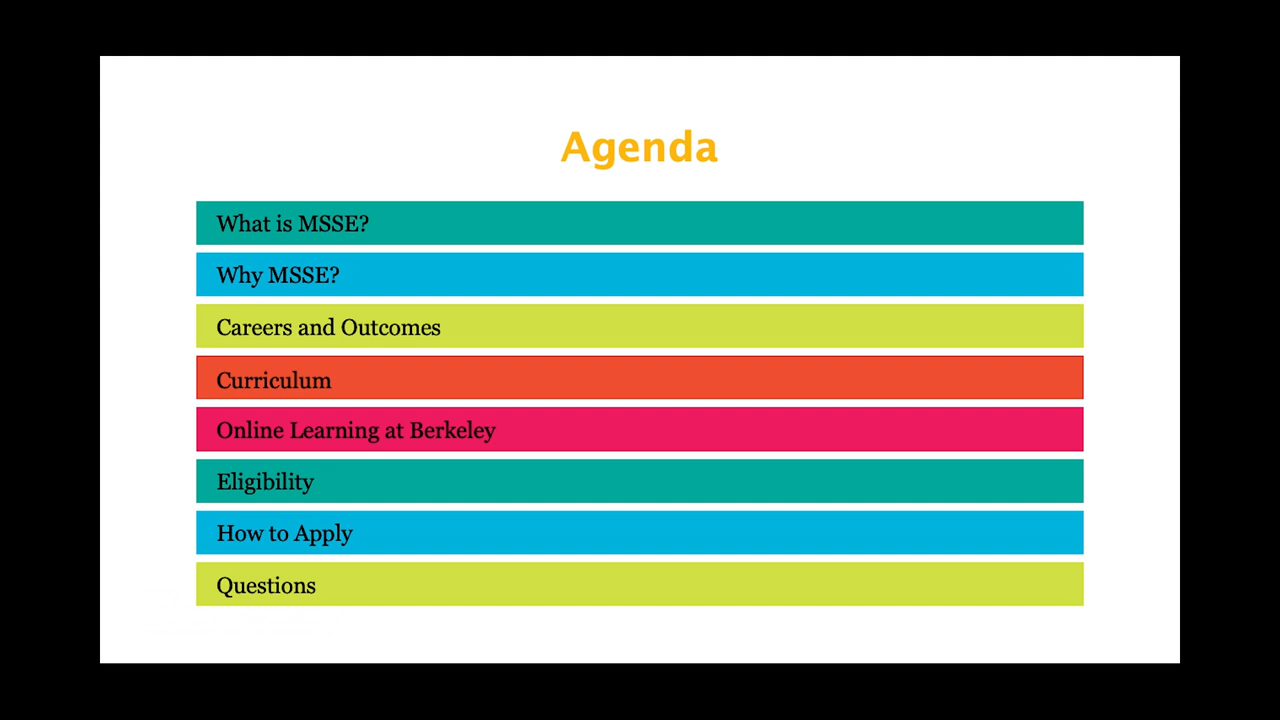 Agenda
What is MSSE?
Why MSSE?
Careers and Outcomes
Curriculum
Online Learning at Berkeley
Eligibility
How to Apply
Questions